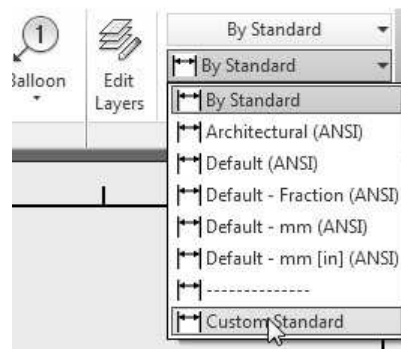 By Standard
1
Balloon
Edit
Layers
By Standard
By Standard
Architectural (ANSI)
Default (ANSI)
Default - Fraction (ANSI)
Default - mm (ANSI)
Default - mm [in] (ANSI)
--------------
Custom Standard